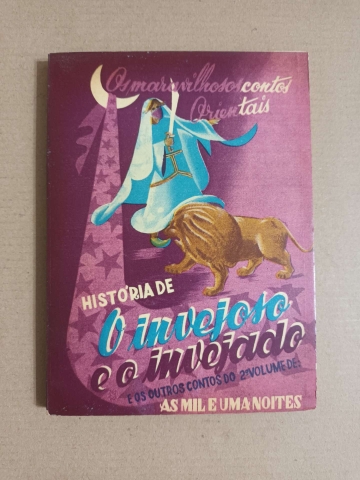 Os maravilhosos contos
Orientais
HISTÓRIA DE
O invejoso
e o invejado
E OS OUTROS CONTOS DO 2º VOLUME DE:
AS MIL E UMA NOITES